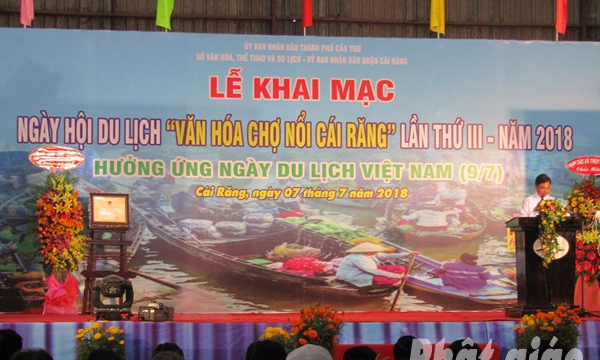 ỦY BAN NHÂN DÂN THÀNH PHỐ CẦN THƠ
SỞ VĂN HÓA, THỂ THAO VÀ DU LỊCH - UỶ BAN NHÂN DÂN QUẬN CÁI RĂNG
LỄ KHAI MẠC
NGÀY HỘI DU LỊCH "VĂN HÓA CHỢ NỔI CÁI RĂNG" LẦN THỨ III - NĂM 2018
HƯỞNG ỨNG NGÀY DU LỊCH VIỆT NAM (9/7)
Cái Răng, ngày 07 tháng 7 năm 2018
Phật giáo